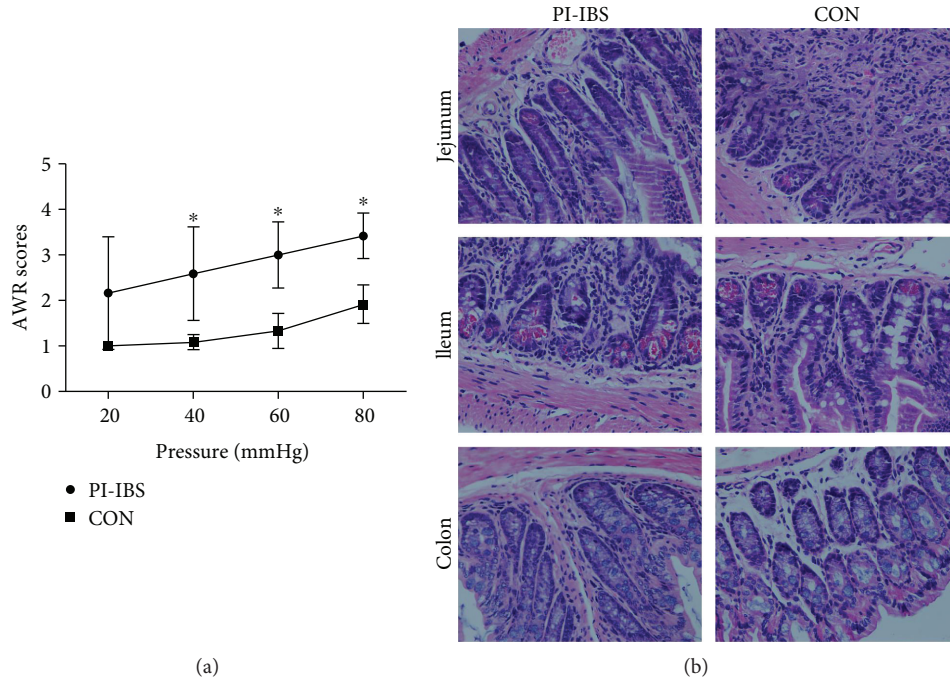 PI-IBS CON
Jejunum
Ileum
Colon
AWR scores
5
4
3
2
1
0
* * *
20 40 60 80
Pressure (mmHg)
PI-IBS
CON
(a)
(b)